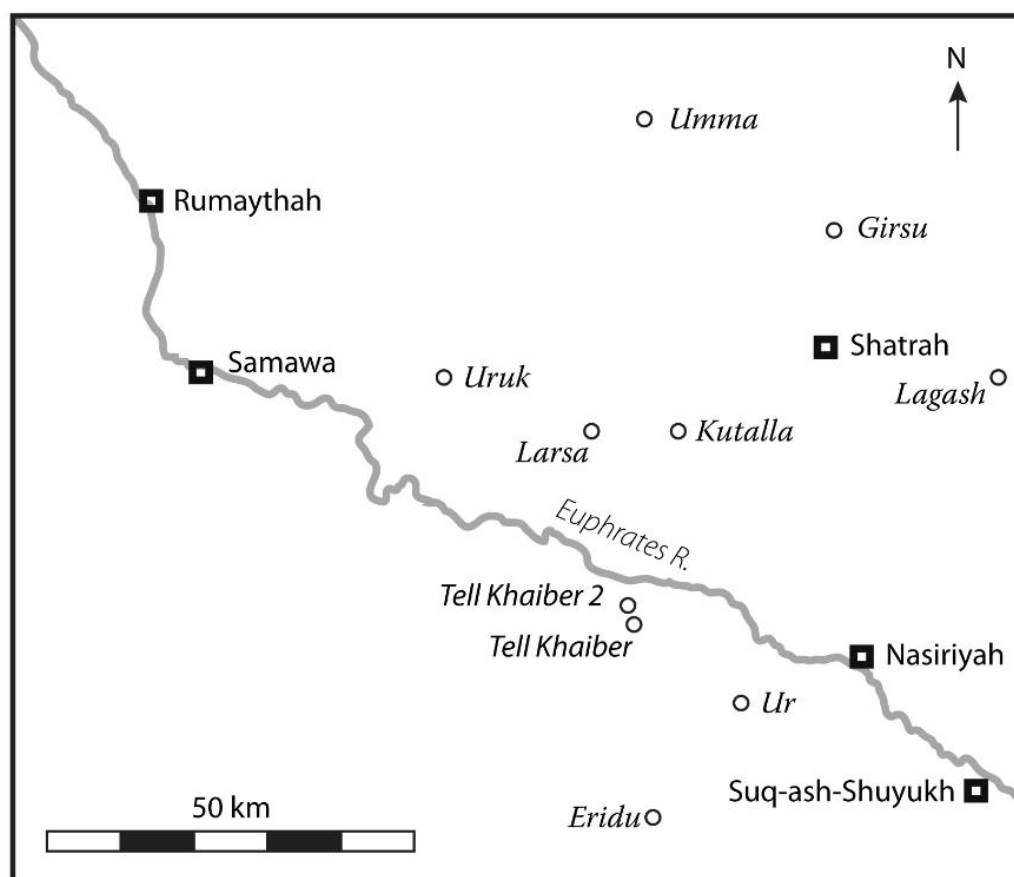 N
Umma
Rumaythah
Girsu
Shatrah
Samawa
Uruk
Lagash
Larsa
Kutalla
Euphrates R.
Tell Khaiber 2
Tell Khaiber
Nasiriyah
Ur
Suq-ash-Shuyukh
50 km
Eridu